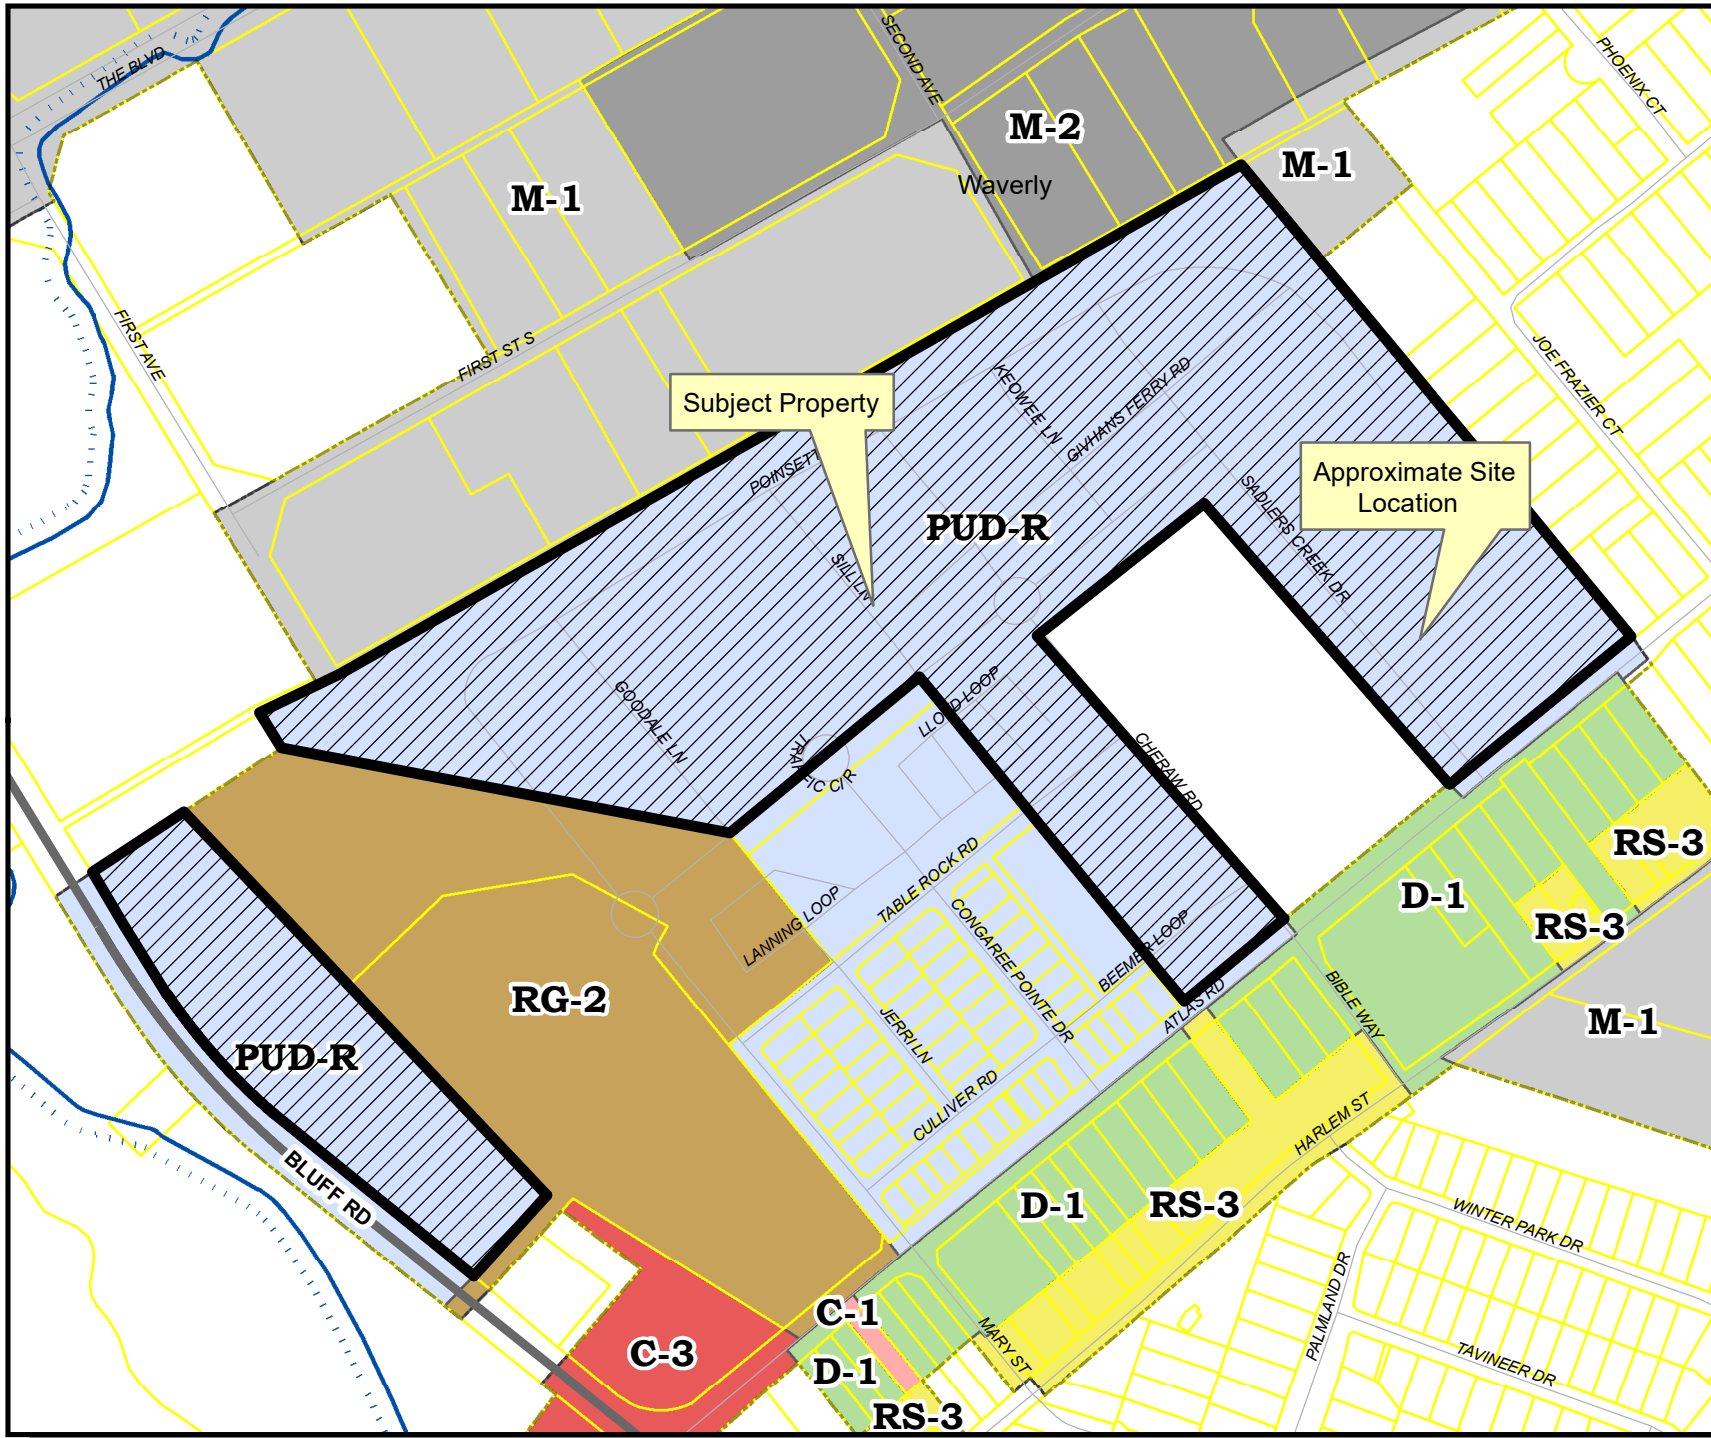 THE BLVD
SECOND AVE
PHOENIX CT
M-2
M-1
Waverly
M-1
FIRST AVE
FIRST ST S
JOE FRAZIER CT
Subject Property
KEOWEE LN
GIVHANS FERRY RD
POINSETT
Approximate Site
Location
SADLERS CREEK DR
PUD-R
SILLI LN
GOODALE LN
LLOYD LOOP
TRAFFIC CIR
CHERAW RD
TABLE ROCK RD
RS-3
D-1
RS-3
LANNING LOOP
CONGAREE POINTE DR
BEEMER LOOP
RG-2
ATLAS RD
BIBLE WAY
M-1
JERRI LN
PUD-R
CULLIVER RD
HARLEM ST
BLUFF RD
D-1
RS-3
WINTER PARK DR
PALMLAND DR
C-1
MARY ST
C-3
D-1
TAVINEER DR
RS-3